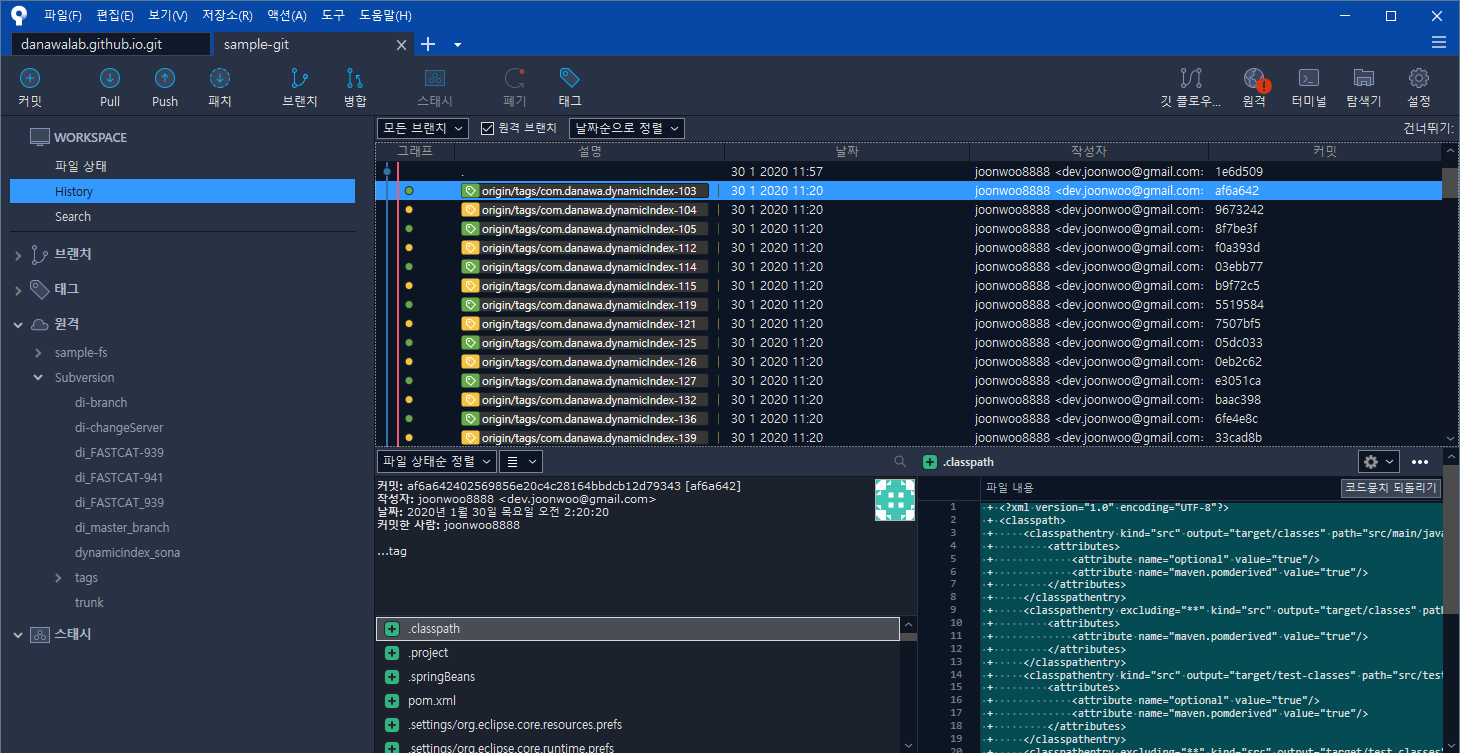 파일(F) 편집(E) 보기(V) 저장소(R) 액션(A) 도구 도움말(H)
danawalab.github.io.git sample-git
커밋 Pull Push 패치 브랜치 병합 스태시 폐기 태그 깃 플로우... 원격 터미널 탐색기 설정
WORKSPACE
파일 상태
History
Search
브랜치
태그
원격
sample-fs
Subversion
di-branch
di-changeServer
di_FASTCAT-939
di_FASTCAT-941
di_FASTCAT_939
di_master_branch
dynamicindex_sona
tags
trunk
스태시
모든 브랜치 원격 브랜치 날짜순으로 정렬 건너뛰기:
그래프 설명 날짜 작성자 커밋
. 30 1 2020 11:57 joonwoo8888 <dev.joonwoo@gmail.com: 1e6d509
origin/tags/com.danawa.dynamicIndex-103 30 1 2020 11:20 joonwoo8888 <dev.joonwoo@gmail.com: af6a642
origin/tags/com.danawa.dynamicIndex-104 30 1 2020 11:20 joonwoo8888 <dev.joonwoo@gmail.com: 9673242
origin/tags/com.danawa.dynamicIndex-105 30 1 2020 11:20 joonwoo8888 <dev.joonwoo@gmail.com: 8f7be3f
origin/tags/com.danawa.dynamicIndex-112 30 1 2020 11:20 joonwoo8888 <dev.joonwoo@gmail.com: f0a393d
origin/tags/com.danawa.dynamicIndex-114 30 1 2020 11:20 joonwoo8888 <dev.joonwoo@gmail.com: 03ebb77
origin/tags/com.danawa.dynamicIndex-115 30 1 2020 11:20 joonwoo8888 <dev.joonwoo@gmail.com: b9f72c5
origin/tags/com.danawa.dynamicIndex-119 30 1 2020 11:20 joonwoo8888 <dev.joonwoo@gmail.com: 5519584
origin/tags/com.danawa.dynamicIndex-121 30 1 2020 11:20 joonwoo8888 <dev.joonwoo@gmail.com: 7507bf5
origin/tags/com.danawa.dynamicIndex-125 30 1 2020 11:20 joonwoo8888 <dev.joonwoo@gmail.com: 05dc033
origin/tags/com.danawa.dynamicIndex-126 30 1 2020 11:20 joonwoo8888 <dev.joonwoo@gmail.com: 0eb2c62
origin/tags/com.danawa.dynamicIndex-127 30 1 2020 11:20 joonwoo8888 <dev.joonwoo@gmail.com: e3051ca
origin/tags/com.danawa.dynamicIndex-132 30 1 2020 11:20 joonwoo8888 <dev.joonwoo@gmail.com: baac398
origin/tags/com.danawa.dynamicIndex-136 30 1 2020 11:20 joonwoo8888 <dev.joonwoo@gmail.com: 6fe4e8c
origin/tags/com.danawa.dynamicIndex-139 30 1 2020 11:20 joonwoo8888 <dev.joonwoo@gmail.com: 33cad8b
파일 상태순 정렬
커밋: af6a642402569856e20c4c28164bbdcb12d79343 [af6a642]
작성자: joonwoo8888 <dev.joonwoo@gmail.com>
날짜: 2020년 1월 30일 목요일 오전 2:20:20
커밋한 사람: joonwoo8888
...tag
.classpath
.project
.springBeans
pom.xml
.settings/org.eclipse.core.resources.prefs
.settings/org.eclipse.core.runtime.prefs
.classpath
파일 내용 코드뭉치 되돌리기
1 + <?xml version="1.0" encoding="UTF-8"?>
2 + <classpath>
3 + <classpathentry kind="src" output="target/classes" path="src/main/java
4 + <attributes>
5 + <attribute name="optional" value="true"/>
6 + <attribute name="maven.pomderived" value="true"/>
7 + </attributes>
8 + </classpathentry>
9 + <classpathentry excluding="**" kind="src" output="target/classes" path
10 + <attributes>
11 + <attribute name="maven.pomderived" value="true"/>
12 + </attributes>
13 + </classpathentry>
14 + <classpathentry kind="src" output="target/test-classes" path="src/test
15 + <attributes>
16 + <attribute name="optional" value="true"/>
17 + <attribute name="maven.pomderived" value="true"/>
18 + </attributes>
19 + </classpathentry>
20 + <classpathentry excluding="**" kind="src" output="target/test-classes"